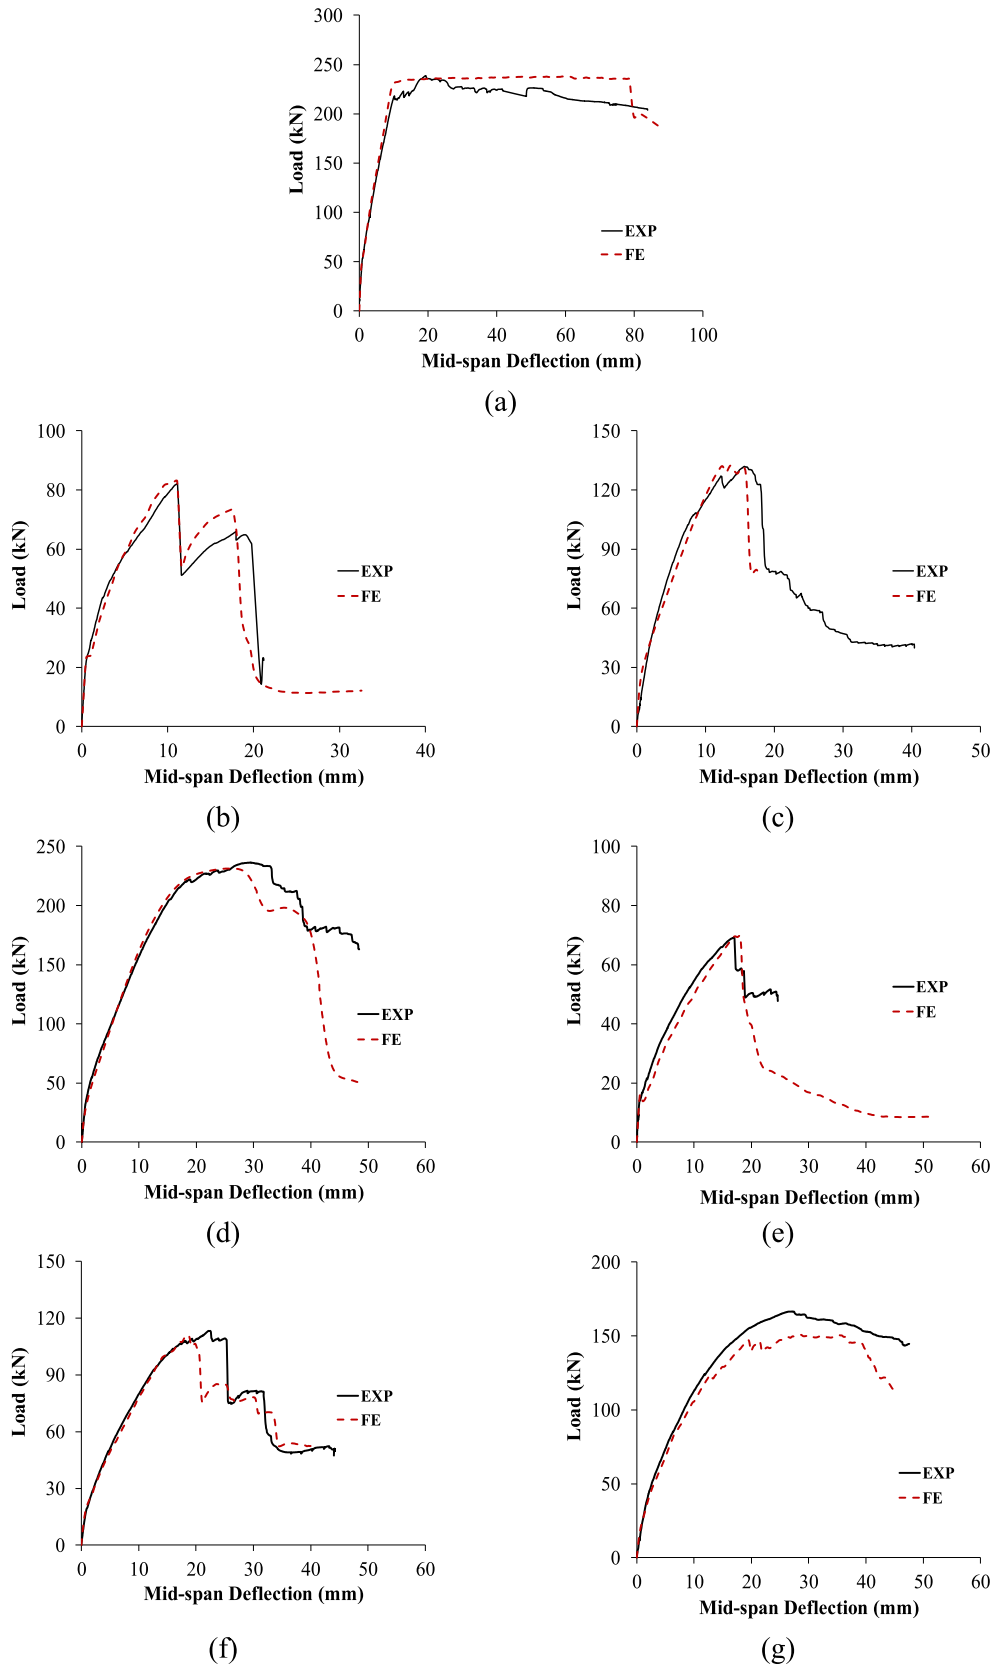 300
250
200
150
100
50
0
Load (kN)
EXP
FE
0 20 40 60 80 100
Mid-span Deflection (mm)
(a)
100
80
60
40
20
0
Load (kN)
EXP
FE
0 10 20 30 40
Mid-span Deflection (mm)
(b)
150
120
90
60
30
0
Load (kN)
EXP
FE
0 10 20 30 40 50
Mid-span Deflection (mm)
(c)
250
200
150
100
50
0
Load (kN)
EXP
FE
0 10 20 30 40 50 60
Mid-span Deflection (mm)
(d)
100
80
60
40
20
0
Load (kN)
EXP
FE
0 10 20 30 40 50 60
Mid-span Deflection (mm)
(e)
150
120
90
60
30
0
Load (kN)
EXP
FE
0 10 20 30 40 50 60
Mid-span Deflection (mm)
(f)
200
150
100
50
0
Load (kN)
EXP
FE
0 10 20 30 40 50 60
Mid-span Deflection (mm)
(g)